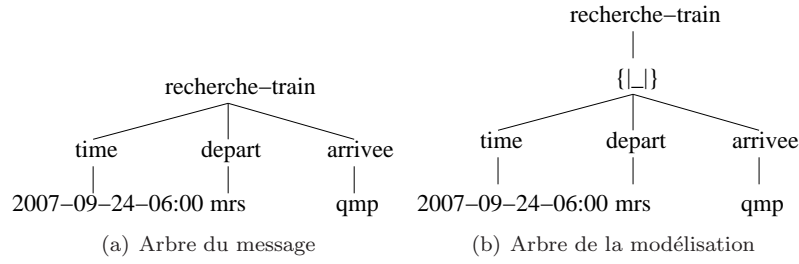 recherche–train
time depart arrivee
2007–09–24–06:00 mrs qmp
(a) Arbre du message
recherche–train
{|_|}
time depart arrivee
2007–09–24–06:00 mrs qmp
(b) Arbre de la modélisation